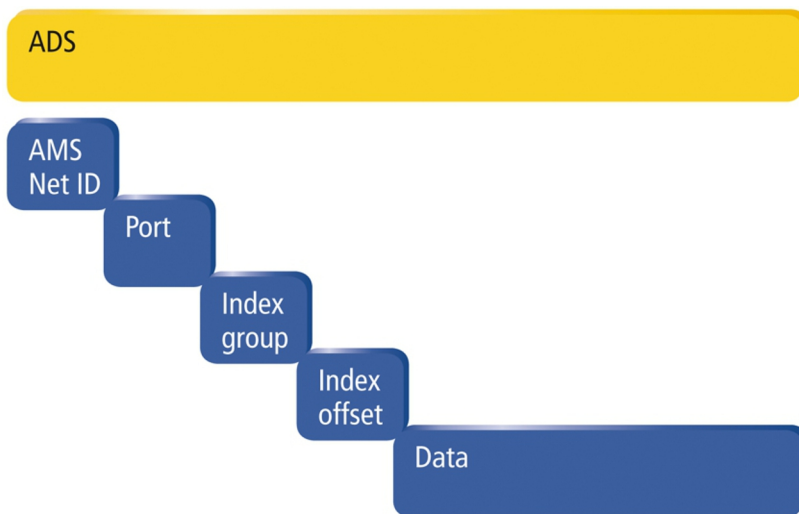 ADS
AMS
Net ID
Port
Index
group
Index
offset
Data